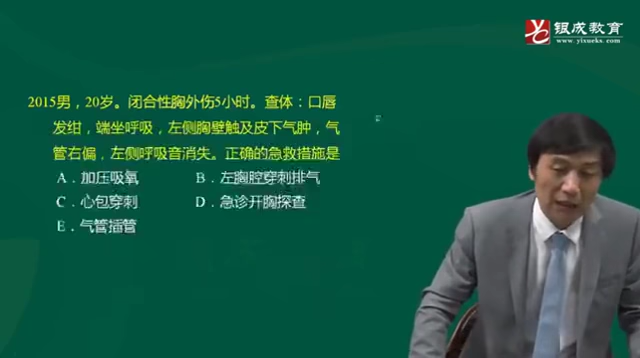 银成教育
www.yixueks.com
2015男，20岁。闭合性胸外伤5小时。查体：口唇
发绀，端坐呼吸，左侧胸壁触及皮下气肿，气
管右偏，左侧呼吸音消失。正确的急救措施是
A．加压吸氧 B．左胸腔穿刺排气
C．心包穿刺 D．急诊开胸探查
E．气管插管